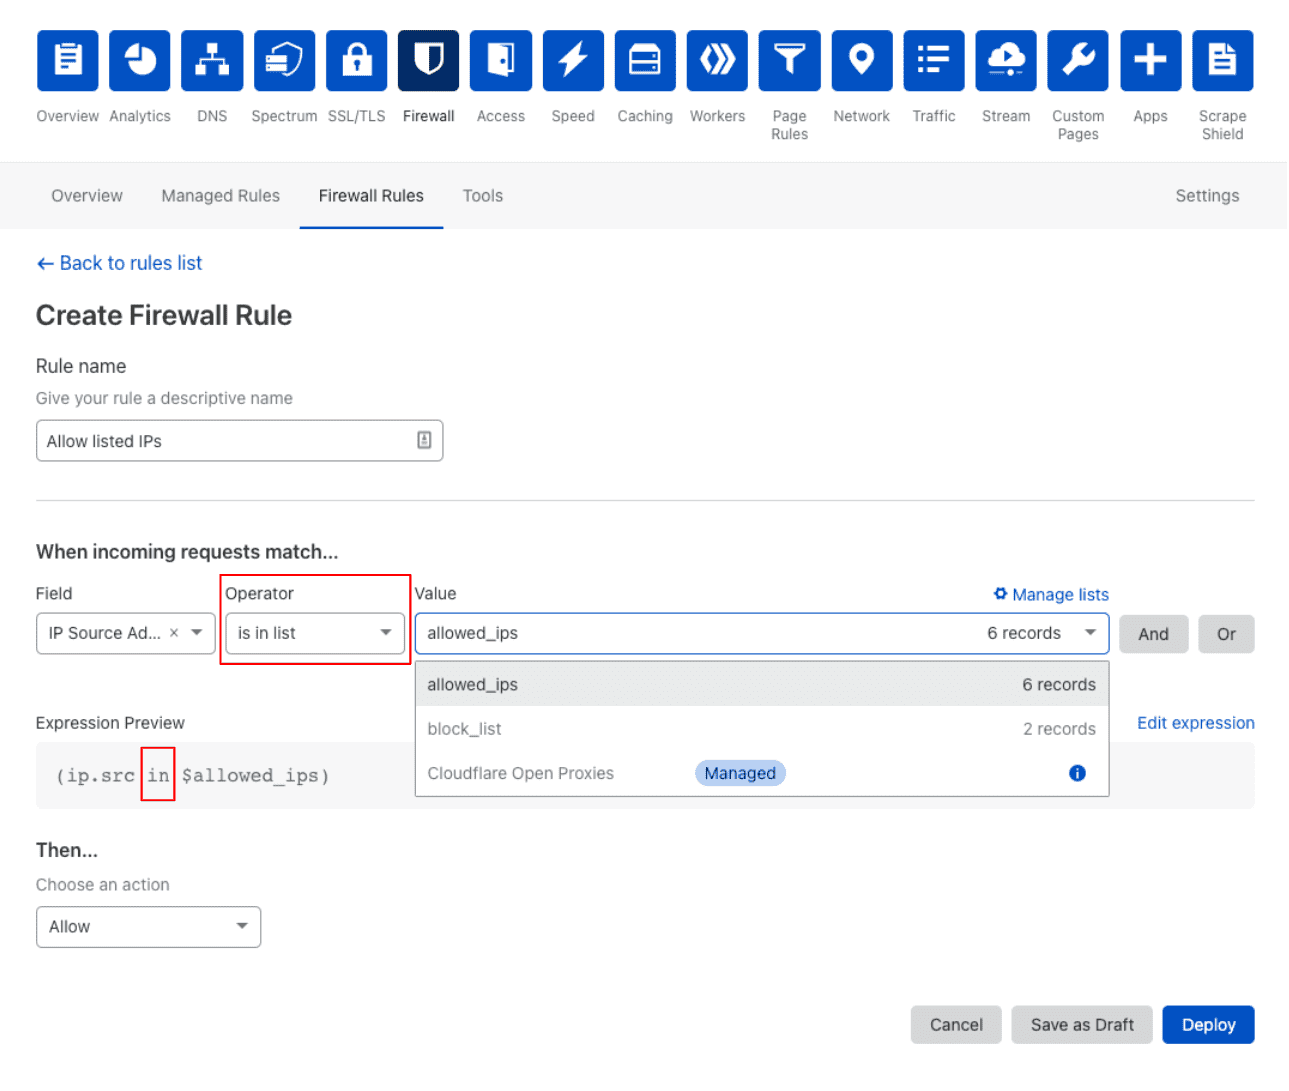 Overview Analytics DNS Spectrum SSL/TLS Firewall Access Speed Caching Workers Page Rules Network Traffic Stream Custom Pages Apps Scrape Shield
Overview Managed Rules Firewall Rules Tools Settings
← Back to rules list
Create Firewall Rule
Rule name
Give your rule a descriptive name
Allow listed IPs
When incoming requests match...
Field Operator Value Manage lists
IP Source Ad... × is in list allowed_ips 6 records And Or
allowed_ips 6 records
block_list 2 records
Cloudflare Open Proxies Managed
Expression Preview Edit expression
(ip.src in $allowed_ips)
Then...
Choose an action
Allow
Cancel Save as Draft Deploy